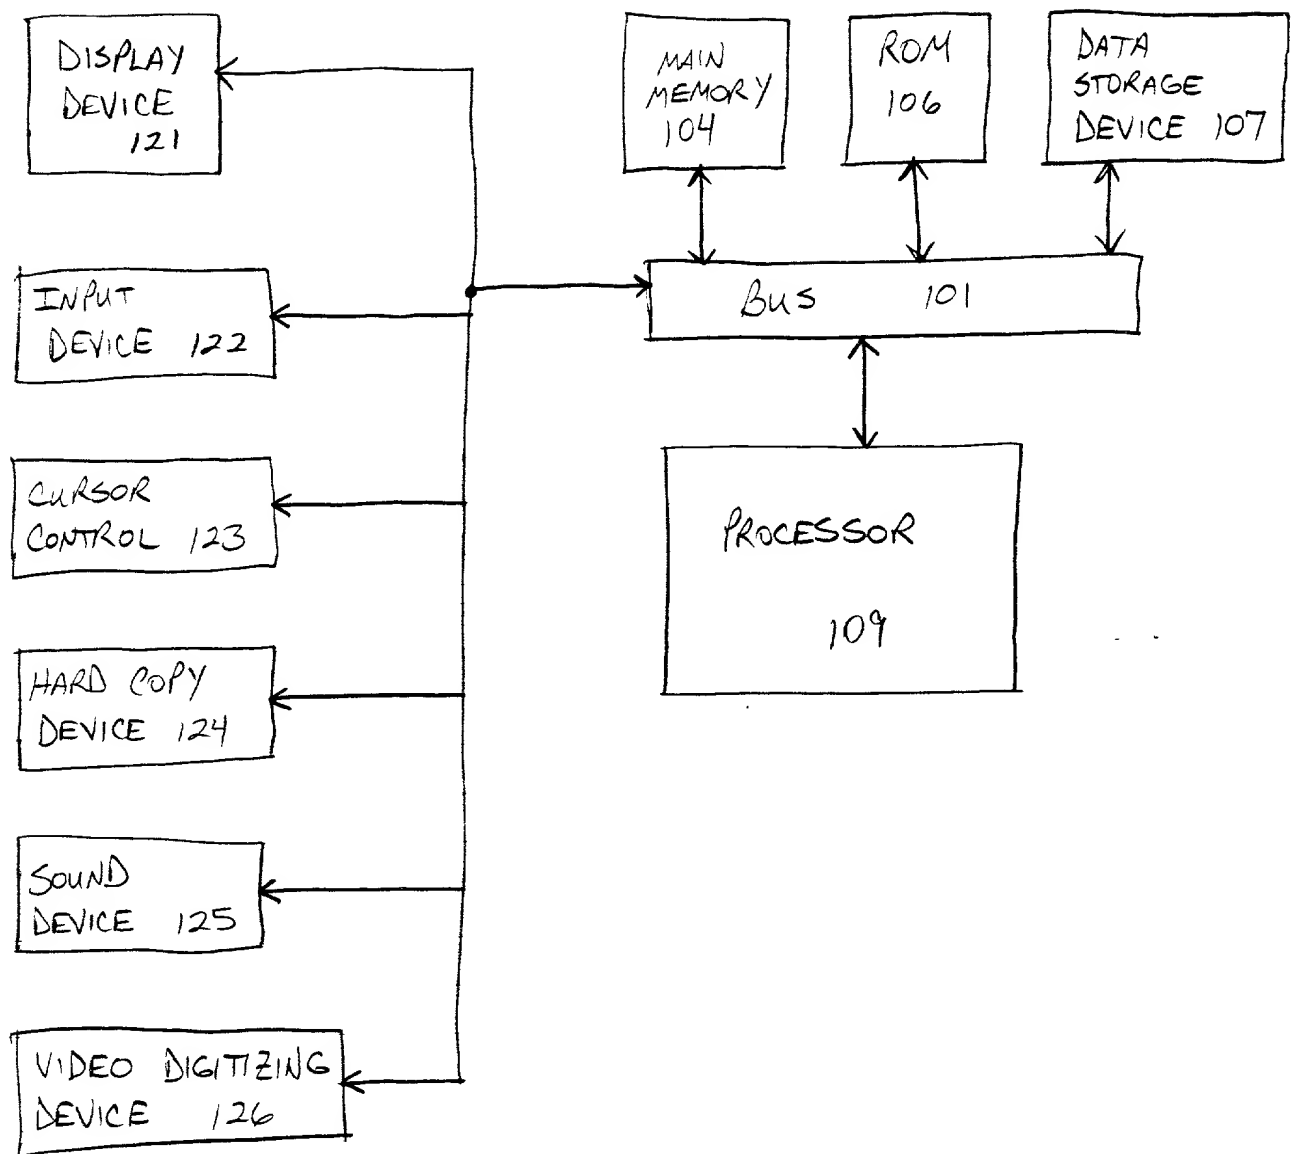 DISPLAY
DEVICE
121
MAIN
MEMORY
104
ROM
106
DATA
STORAGE
DEVICE 107
INPUT
DEVICE 122
BUS 101
CURSOR
CONTROL 123
PROCESSOR
109
HARD COPY
DEVICE 124
SOUND
DEVICE 125
VIDEO DIGITIZING
DEVICE 126